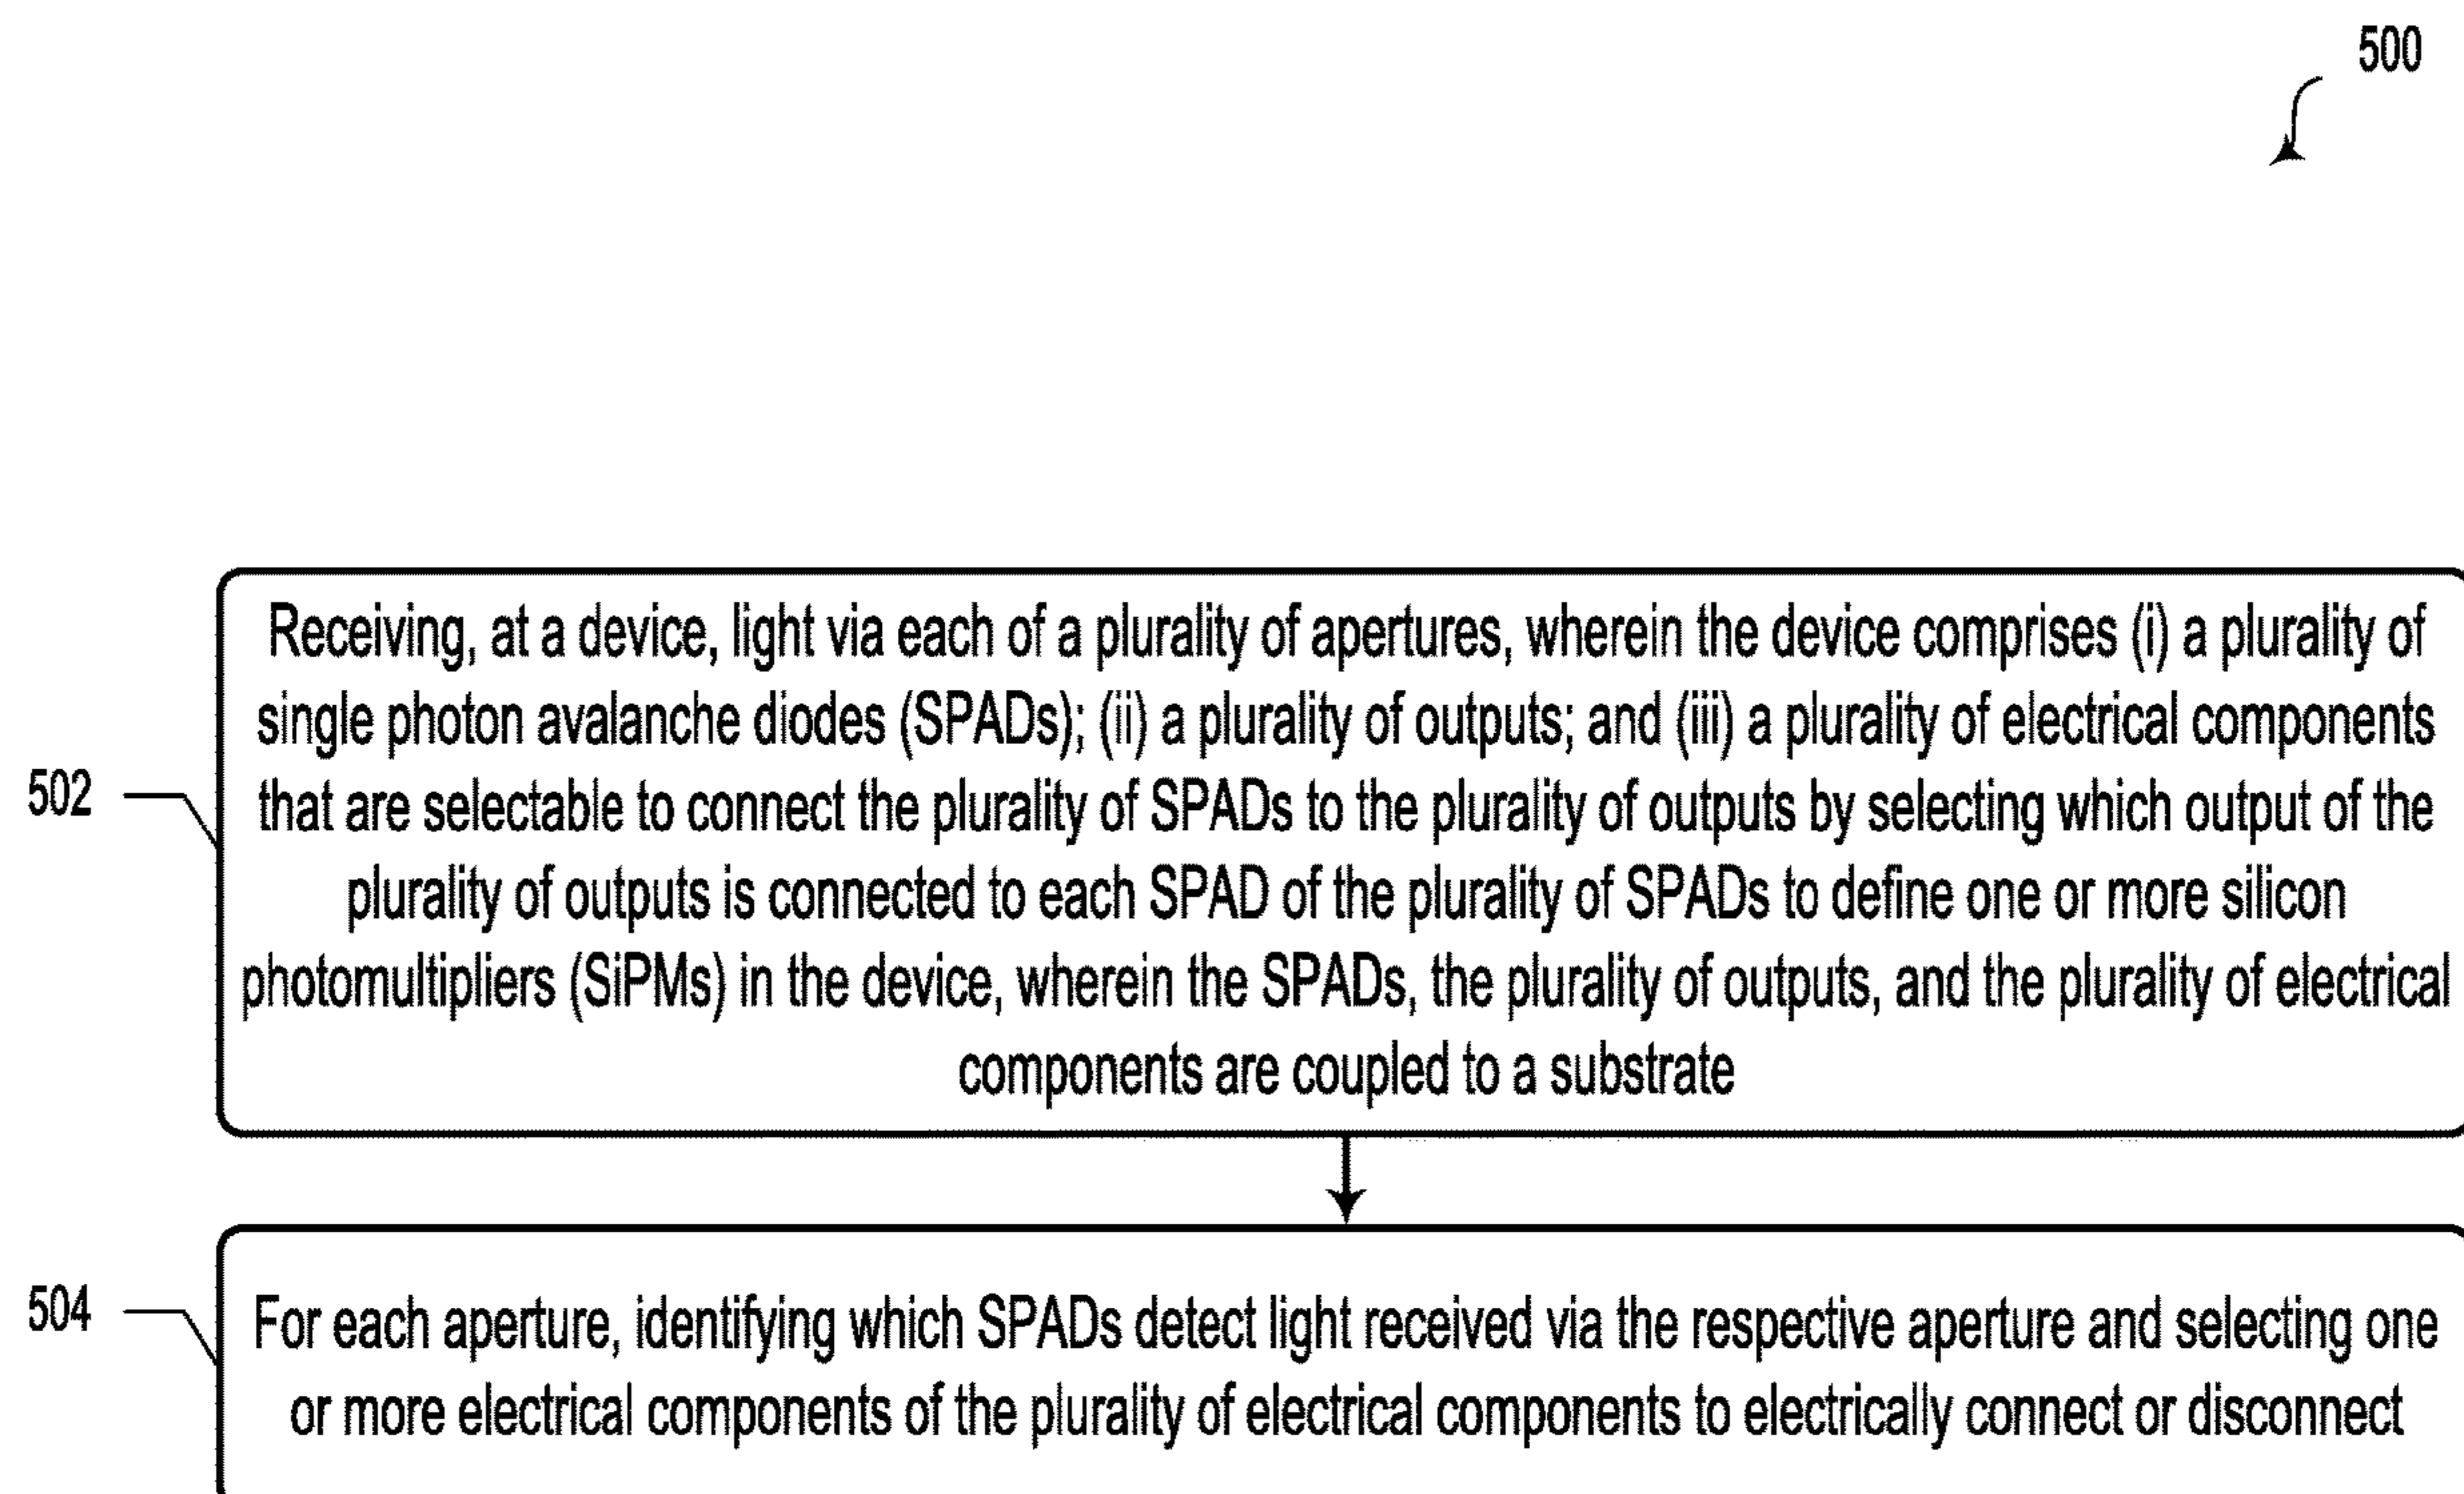 500
Receiving, at a device, light via each of a plurality of apertures, wherein the device comprises (i) a plurality of
single photon avalanche diodes (SPADs); (ii) a plurality of outputs; and (iii) a plurality of electrical components
that are selectable to connect the plurality of SPADs to the plurality of outputs by selecting which output of the
plurality of outputs is connected to each SPAD of the plurality of SPADs to define one or more silicon
photomultipliers (SiPMs) in the device, wherein the SPADs, the plurality of outputs, and the plurality of electrical
components are coupled to a substrate
502
For each aperture, identifying which SPADs detect light received via the respective aperture and selecting one
or more electrical components of the plurality of electrical components to electrically connect or disconnect
504